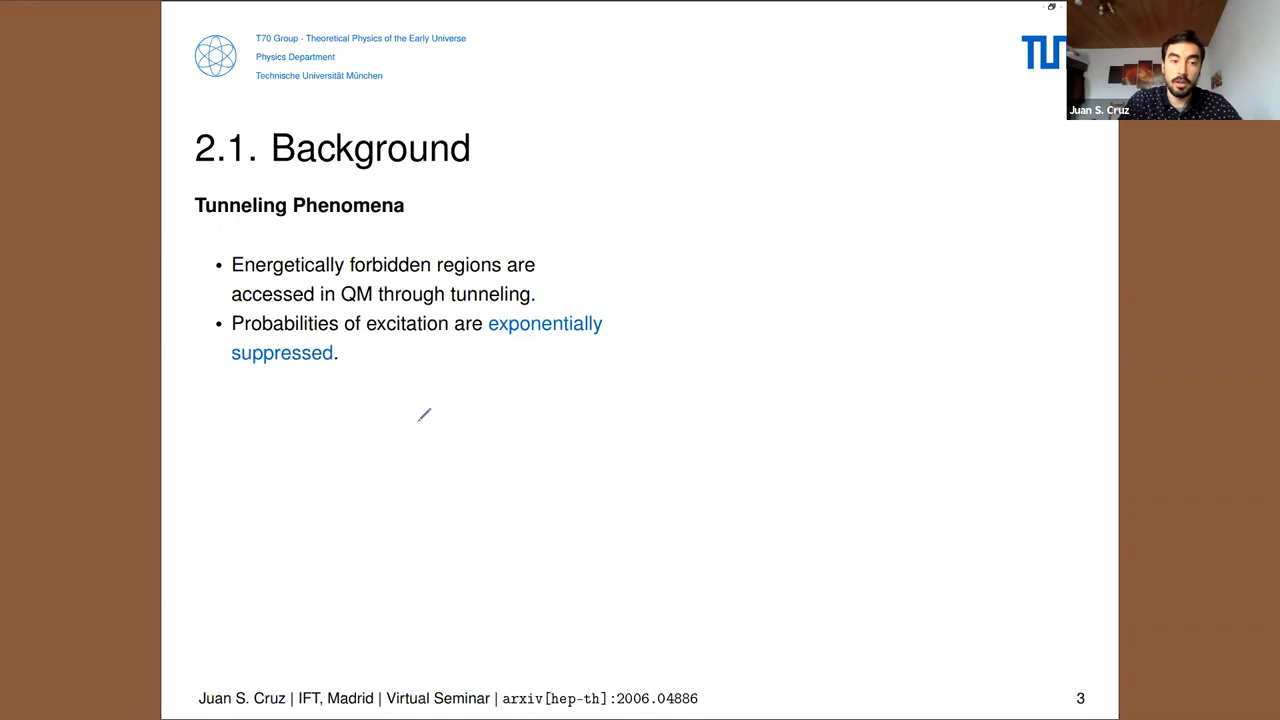 T70 Group - Theoretical Physics of the Early Universe
Physics Department
Technische Universität München
Juan S. Cruz
2.1. Background
Tunneling Phenomena
• Energetically forbidden regions are
accessed in QM through tunneling.
• Probabilities of excitation are exponentially
suppressed.
Juan S. Cruz | IFT, Madrid | Virtual Seminar | arxiv[hep-th]:2006.04886
3